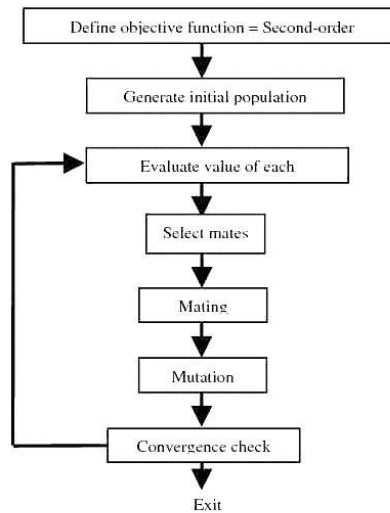 Define objective function = Second-order
Generate initial population
Evaluate value of each
Select mates
Mating
Mutation
Convergence check
Exit